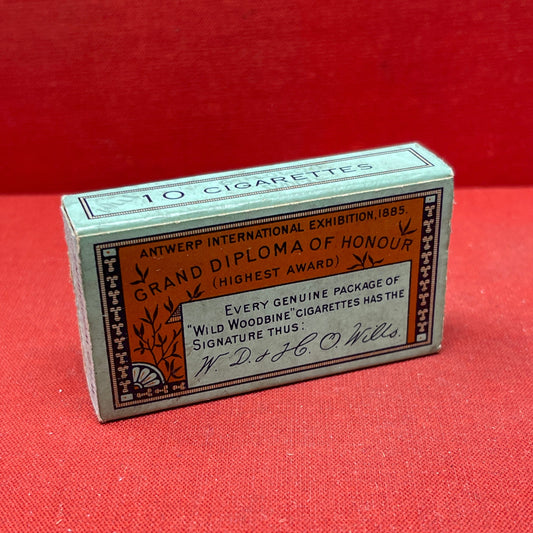 10 CIGARETTES
ANTWERP INTERNATIONAL EXHIBITION, 1885.
GRAND DIPLOMA OF HONOUR
(HIGHEST AWARD)
EVERY GENUINE PACKAGE OF
"WILD WOODBINE" CIGARETTES HAS THE
SIGNATURE THUS:
W. D. & H. O. Wills.